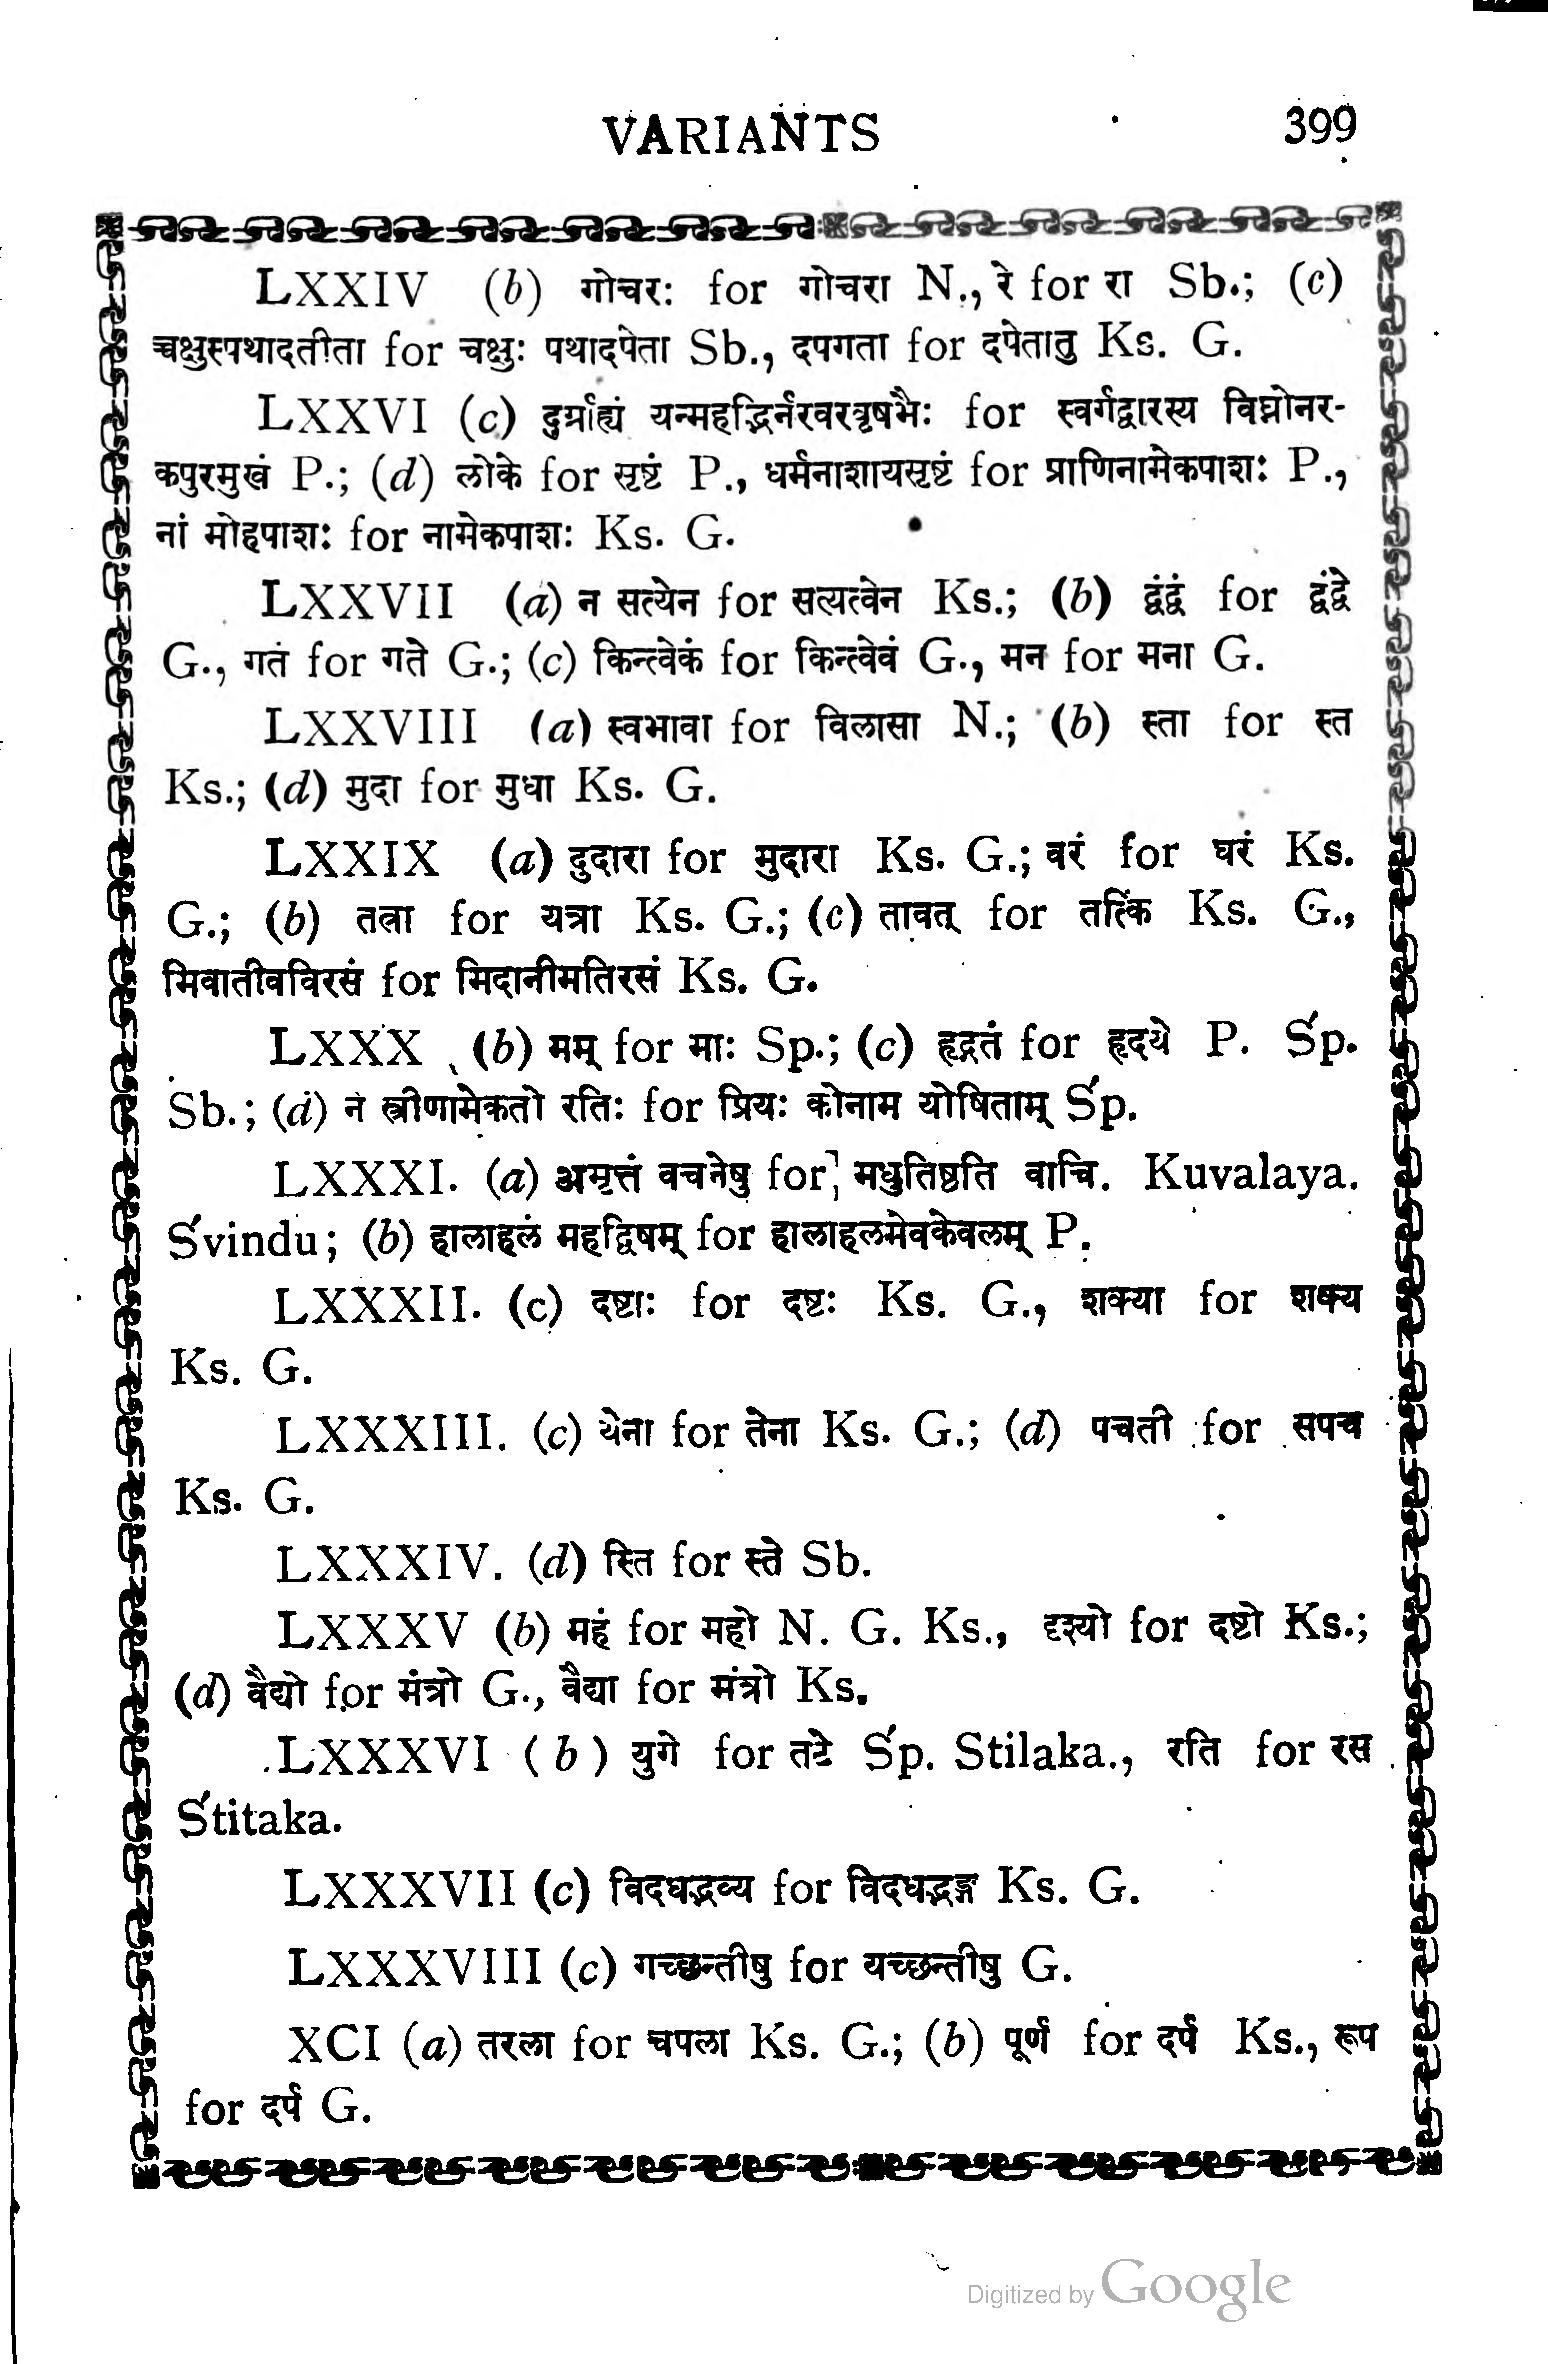 VARIANTS 399
LXXIV (b) गोचरः for गोचरा N., रे for रा Sb.; (c)
च्चक्षुस्पथादतीता for चक्षुः पथादपेता Sb., दपगता for दपेतातु Ks. G.
LXXVI (c) दुर्ग्राह्यं यन्महद्भिर्नरवरवृषभैः for स्वर्गद्वारस्य विघ्नोनर-
कपुरमुखं P.; (d) लोके for सृष्टं P., धर्मनाशायसृष्टं for प्राणिनामेकपाशः P.,
नां मोहपाशः for नामेकपाशः Ks. G.
LXXVII (a) न सत्येन for सत्यत्वेन Ks.; (b) द्वंद्वं for द्वंद्वे
G., गतं for गते G.; (c) किन्त्वेकं for किन्त्वेवं G., मन for मना G.
LXXVIII (a) स्वभावा for विलासा N.; (b) स्ता for स्त
Ks.; (d) मुदा for मुधा Ks. G.
LXXIX (a) दुदारा for मुदारा Ks. G.; वरं for घरं Ks.
G.; (b) तत्रा for यत्रा Ks. G.; (c) तावत् for तत्किं Ks. G.,
मिवातीवविरसं for मिदानीमतिरसं Ks. G.
LXXX (b) मम् for माः Sp.; (c) हृद्गतं for हृदये P. Śp.
Sb.; (d) न स्त्रीणामेकतो रतिः for प्रियः कोनाम योषिताम् Śp.
LXXXI. (a) अमृत्तं वचनेषु for मधुतिष्ठति वाचि. Kuvalaya.
Śvindu; (b) हालाहलं महद्विषम् for हालाहलमेवकेवलम् P.
LXXXII. (c) दष्टाः for दष्टः Ks. G., शक्या for शक्य
Ks. G.
LXXXIII. (c) येना for तेना Ks. G.; (d) पचती for सपच
Ks. G.
LXXXIV. (d) स्ति for स्ते Sb.
LXXXV (b) महं for महो N. G. Ks., दृश्यो for दष्टो Ks.;
(d) वैद्यो for मंत्रो G., वैद्या for मंत्रो Ks.
LXXXVI ( b ) युगे for तटे Śp. Stilaka., रति for रस
Śtitaka.
LXXXVII (c) विदधद्भव्य for विदधद्भङ्ग Ks. G.
LXXXVIII (c) गच्छन्तीषु for यच्छन्तीषु G.
XCI (a) तरला for चपला Ks. G.; (b) पूर्ण for दर्प Ks., रूप
for दर्प G.
Digitized by Google